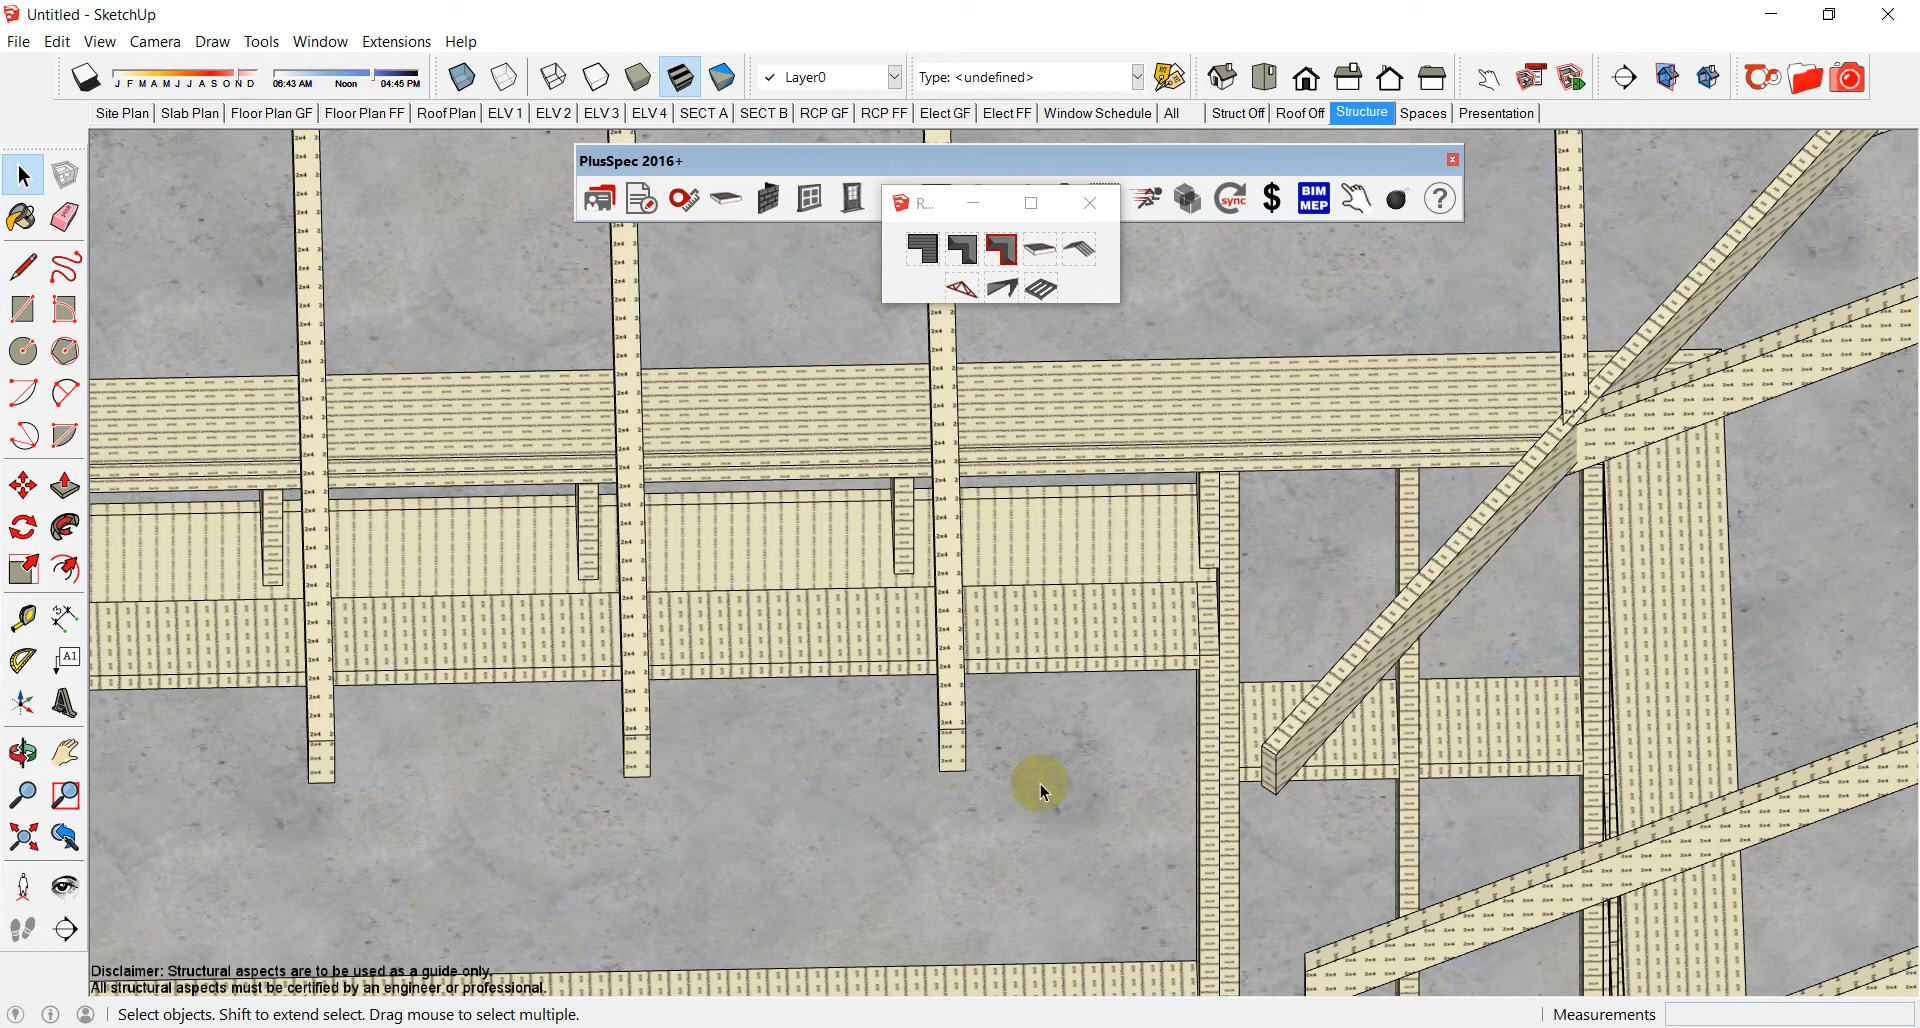 Untitled - SketchUp
File Edit View Camera Draw Tools Window Extensions Help
J F M A M J J A S O N D
06:43 AM Noon 04:45 PM
Layer0
Type: <undefined>
Site Plan Slab Plan Floor Plan GF Floor Plan FF Roof Plan ELV 1 ELV 2 ELV 3 ELV 4 SECT A SECT B RCP GF RCP FF Elect GF Elect FF Window Schedule All Struct Off Roof Off Structure Spaces Presentation
PlusSpec 2016+
R...
sync
$
BIM
MEP
?
A1
Disclaimer: Structural aspects are to be used as a guide only.
All structural aspects must be certified by an engineer or professional.
Select objects. Shift to extend select. Drag mouse to select multiple.
Measurements